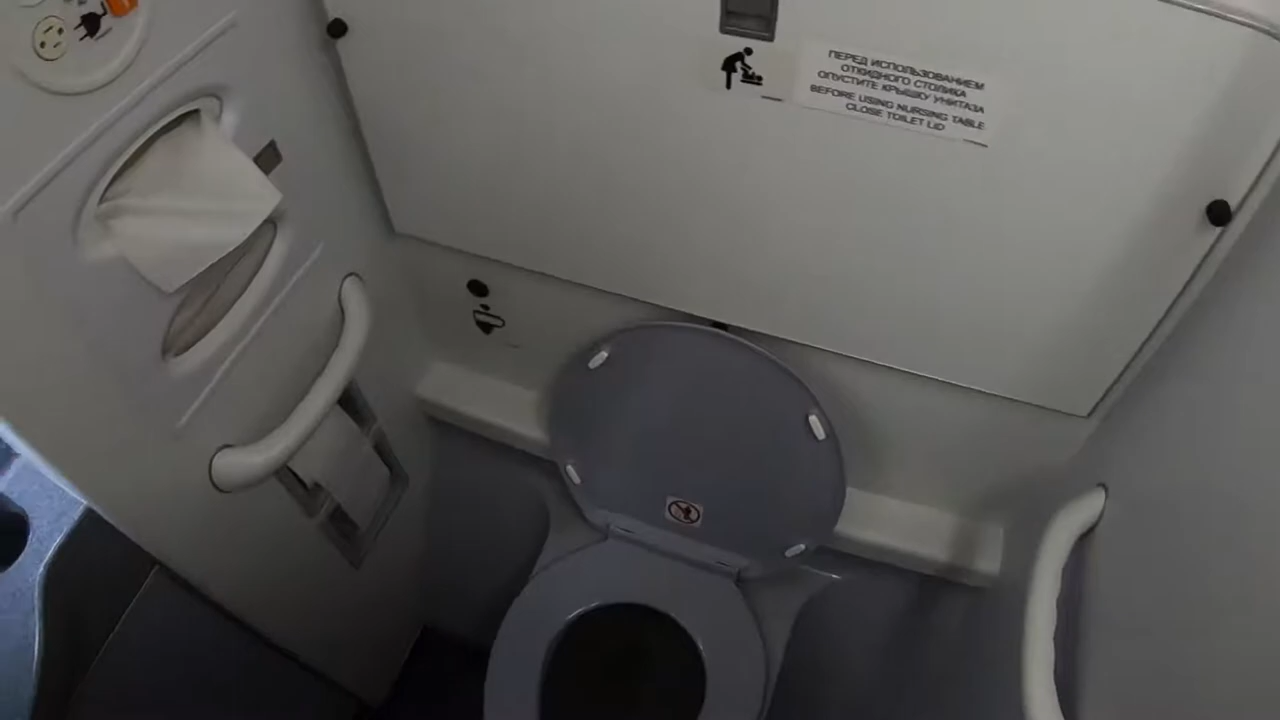 ПЕРЕД ИСПОЛЬЗОВАНИЕМ
ОТКИДНОГО СТОЛИКА
ОПУСТИТЕ КРЫШКУ УНИТАЗА
BEFORE USING NURSING TABLE
CLOSE TOILET LID